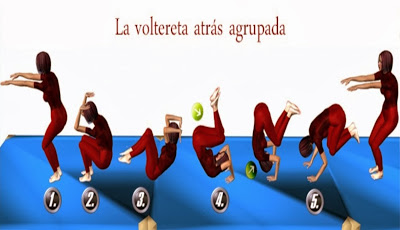 La voltereta atrás agrupada
1. 2. 3. 4. 5.